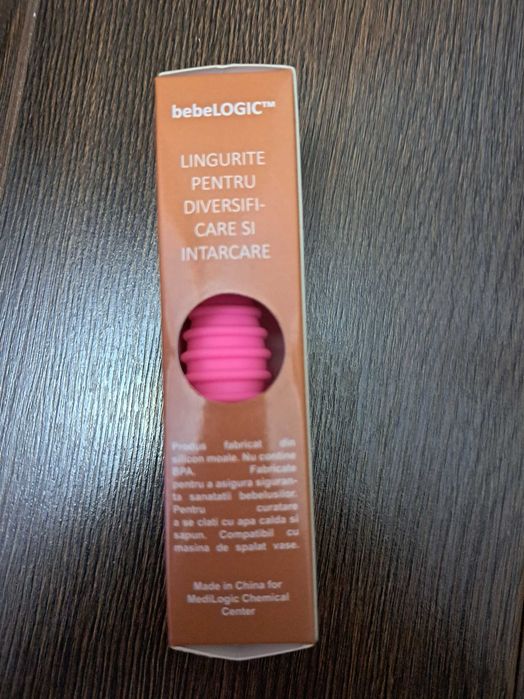 bebeLOGIC™
LINGURITE
PENTRU
DIVERSIFI-
CARE SI
INTARCARE
Produs fabricat din
silicon moale. Nu contine
BPA. Fabricate
pentru a asigura siguran-
ta sanatatii bebelusilor.
Pentru curatare
a se clati cu apa calda si
sapun. Compatibil cu
masina de spalat vase.
Made in China for
MediLogic Chemical
Center